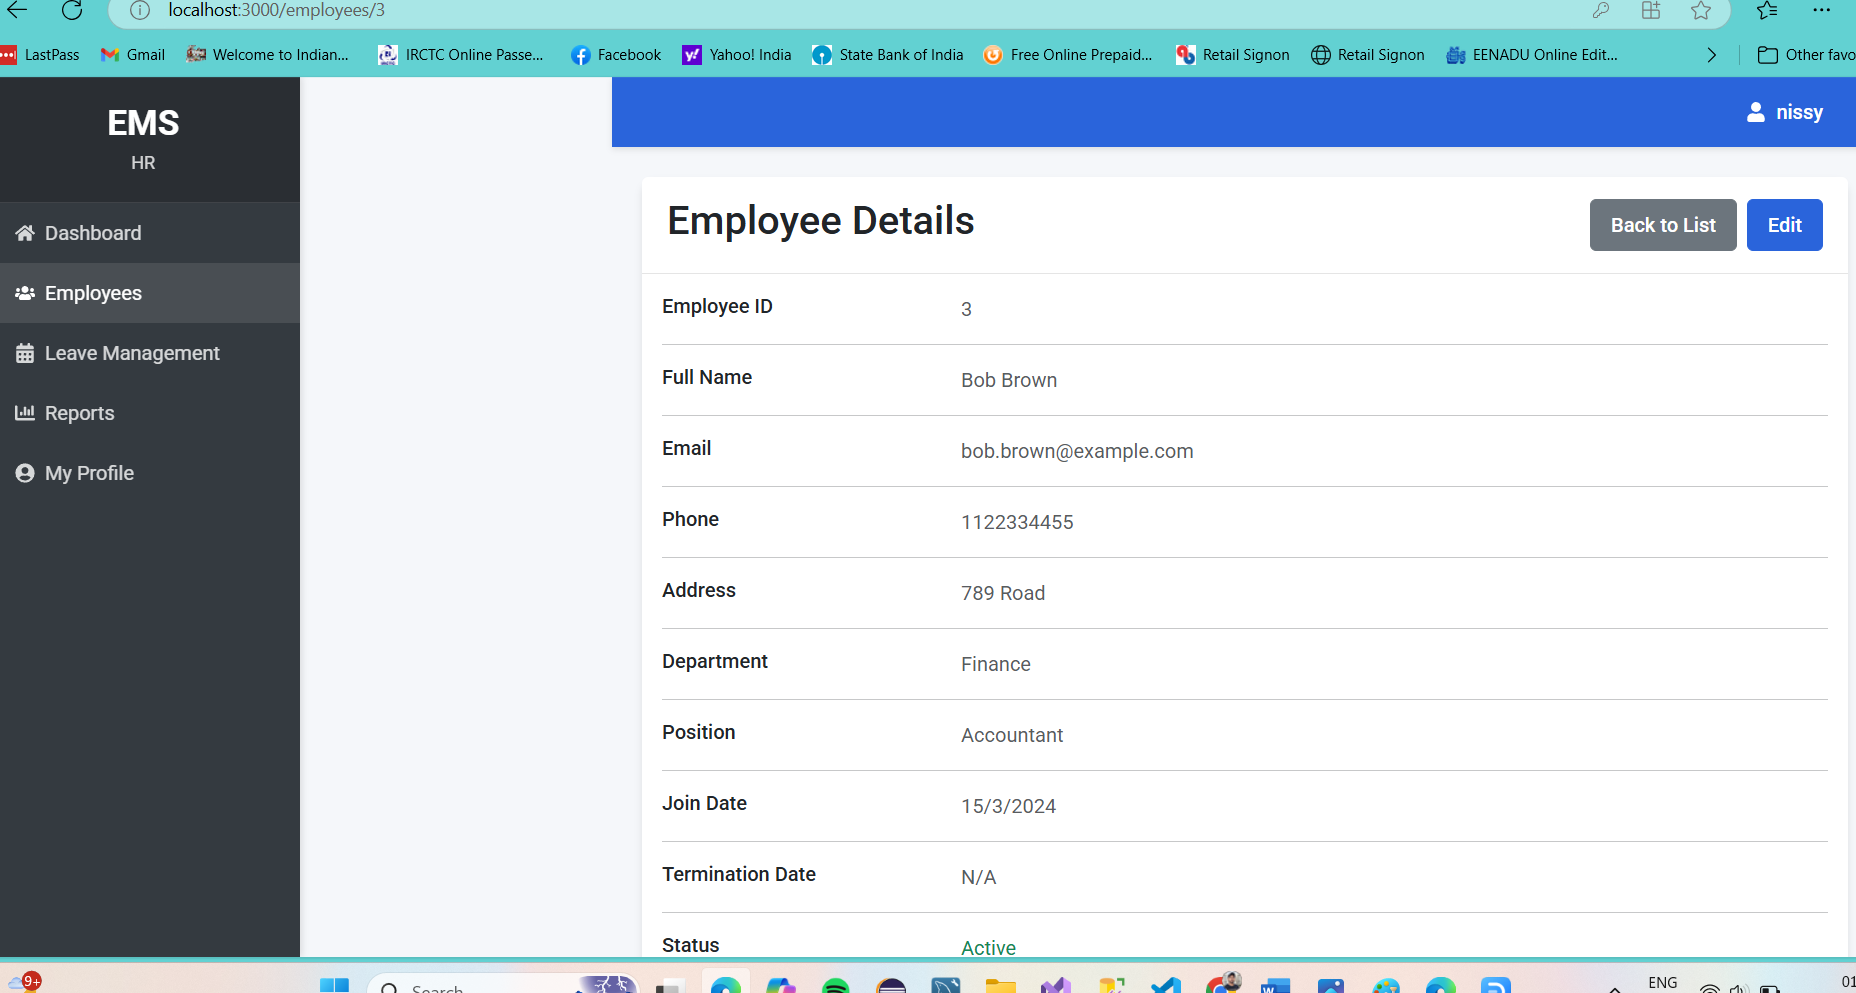 localhost:3000/employees/3
LastPass Gmail Welcome to Indian... IRCTC Online Passe... Facebook Yahoo! India State Bank of India Free Online Prepaid... Retail Signon Retail Signon EENADU Online Edit... Other favo
EMS
HR
nissy
Dashboard
Employees
Leave Management
Reports
My Profile
Employee Details
Back to List
Edit
Employee ID 3
Full Name Bob Brown
Email bob.brown@example.com
Phone 1122334455
Address 789 Road
Department Finance
Position Accountant
Join Date 15/3/2024
Termination Date N/A
Status Active
9+ Search ENG 01